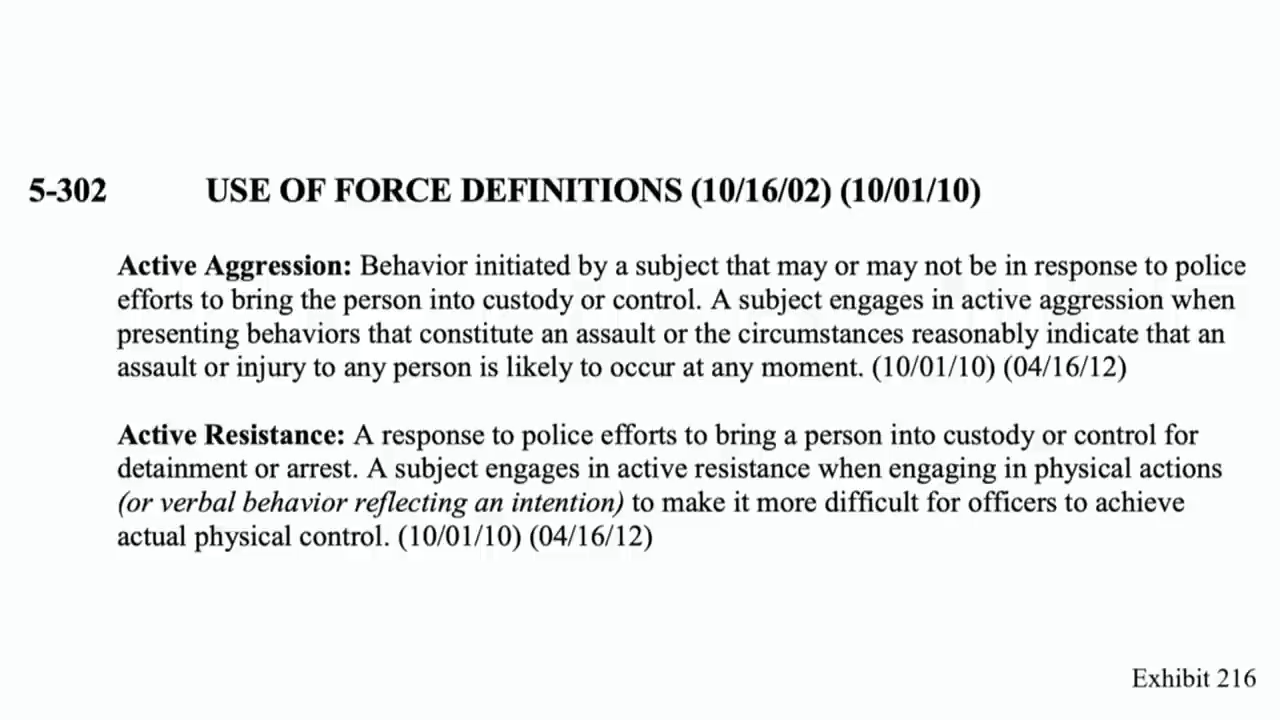 5-302 USE OF FORCE DEFINITIONS (10/16/02) (10/01/10)
Active Aggression: Behavior initiated by a subject that may or may not be in response to police
efforts to bring the person into custody or control. A subject engages in active aggression when
presenting behaviors that constitute an assault or the circumstances reasonably indicate that an
assault or injury to any person is likely to occur at any moment. (10/01/10) (04/16/12)
Active Resistance: A response to police efforts to bring a person into custody or control for
detainment or arrest. A subject engages in active resistance when engaging in physical actions
(or verbal behavior reflecting an intention) to make it more difficult for officers to achieve
actual physical control. (10/01/10) (04/16/12)
Exhibit 216